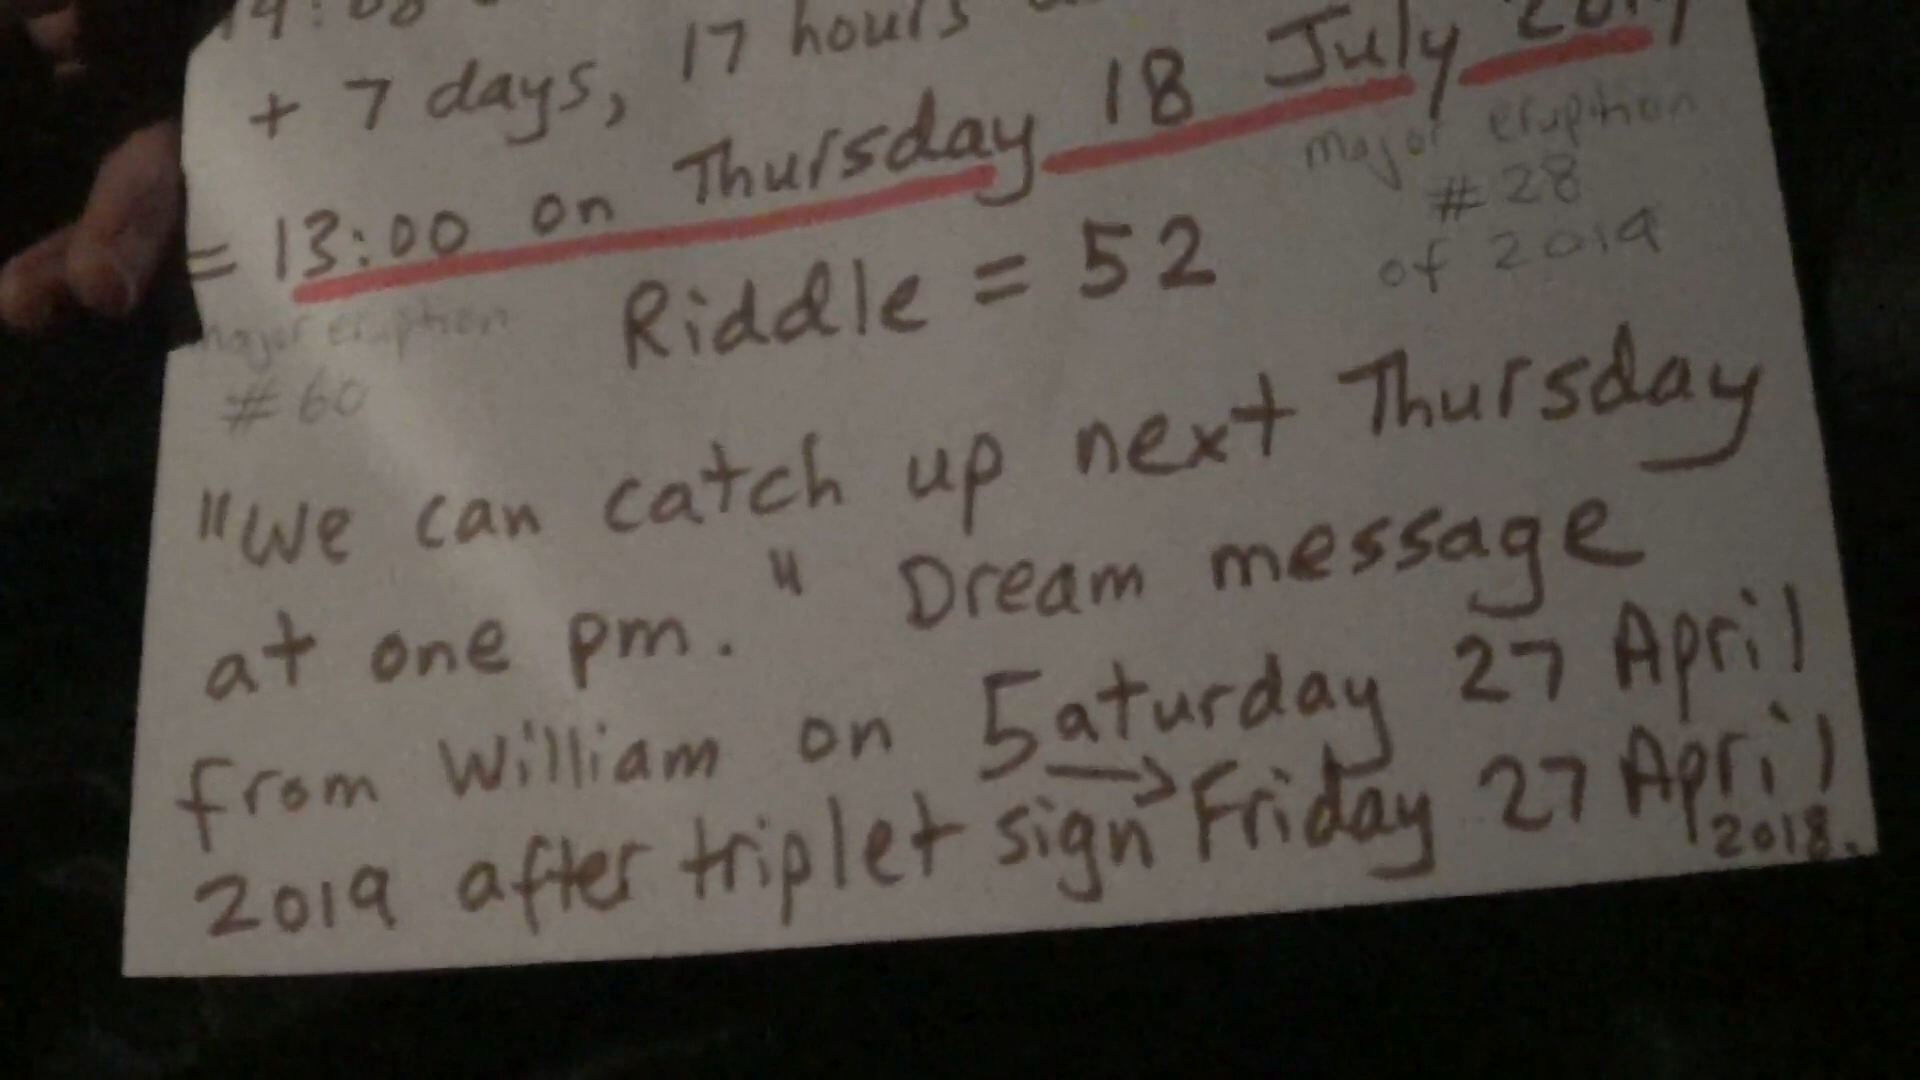 + 7 days, 17 hours
= 13:00 on Thursday 18 July 2019
major eruption
#28
of 2019
Riddle = 52
major eruption
#60
"We can catch up next Thursday
at one pm." Dream message
from William on 5aturday 27 April
2019 after triplet sign → Friday 27 April
2018.